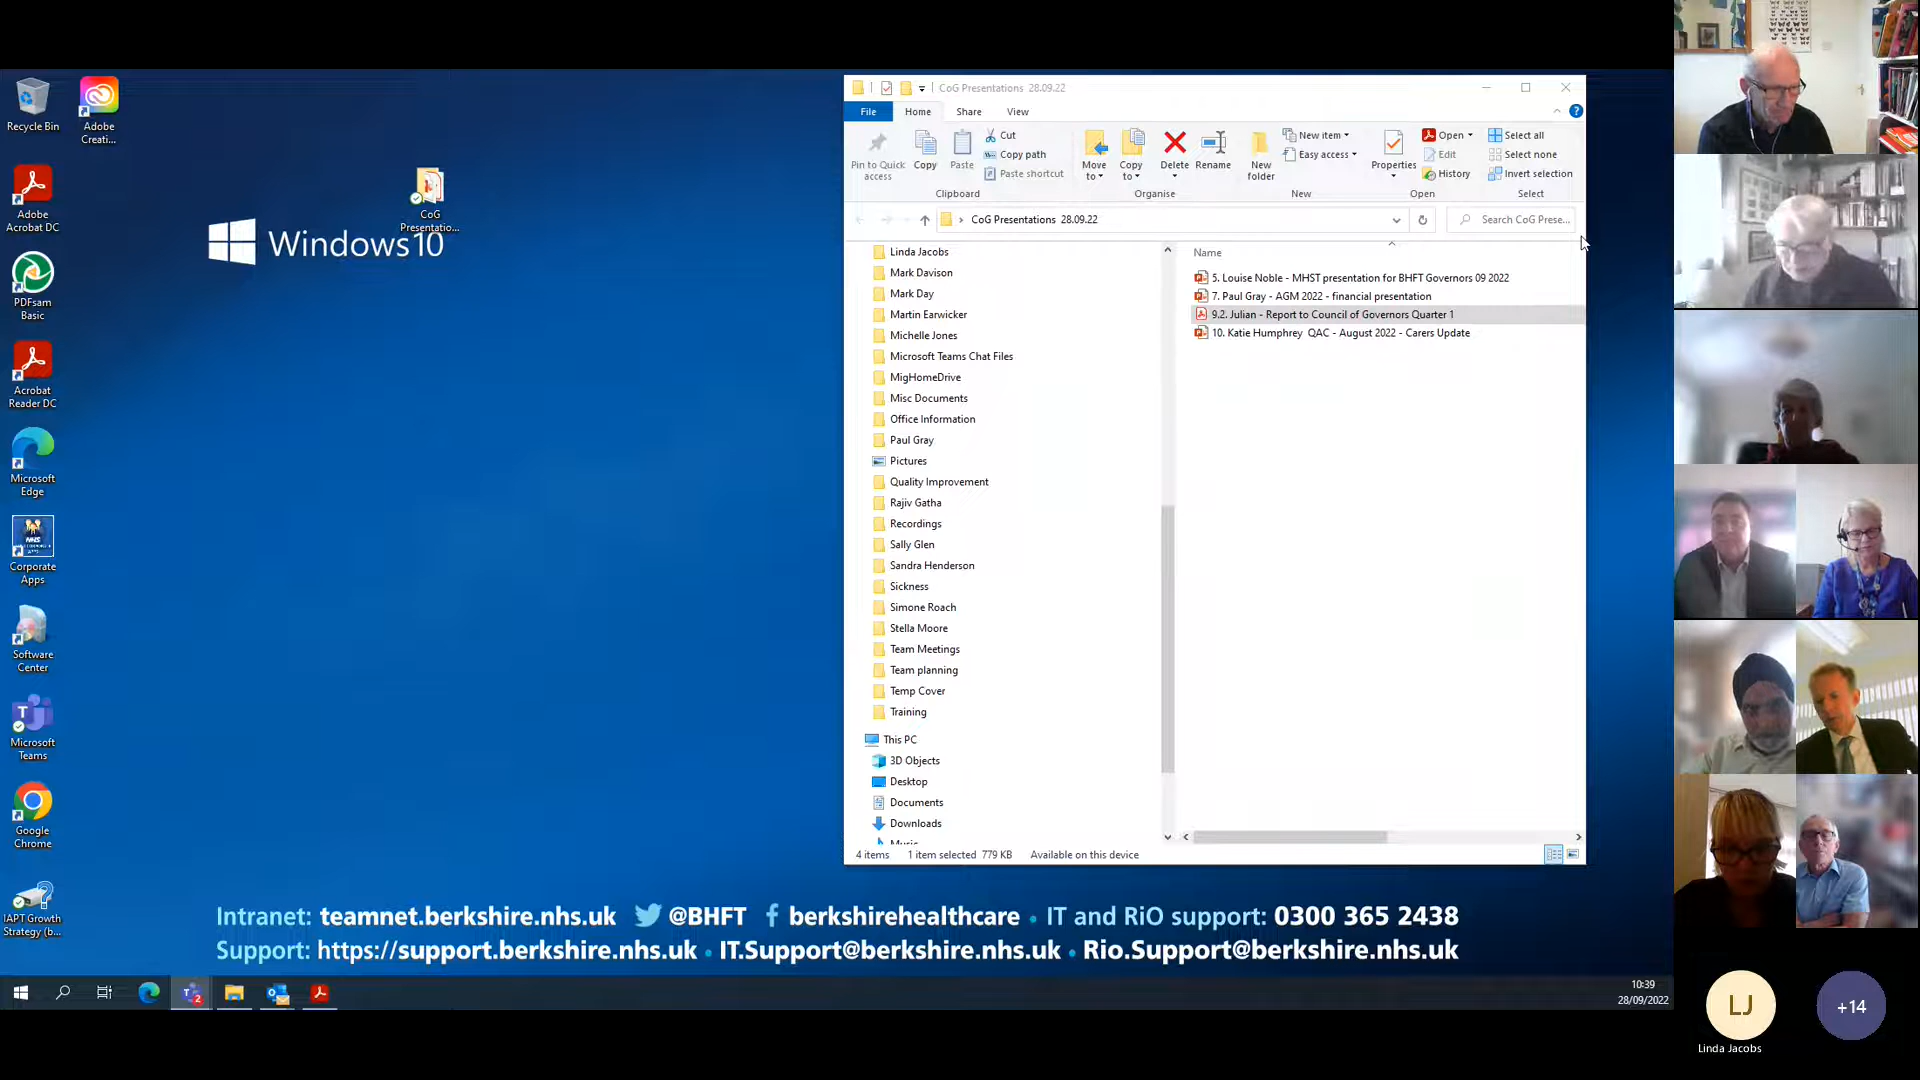 Recycle Bin
Adobe
Creati...
Adobe
Acrobat DC
PDFsam
Basic
Acrobat
Reader DC
Microsoft
Edge
NHS
Corporate
Apps
Software
Center
Microsoft
Teams
Google
Chrome
IAPT Growth
Strategy (b...
CoG
Presentatio...
Windows 10
CoG Presentations 28.09.22
File
Home
Share
View
Pin to Quick
access
Copy
Paste
Cut
Copy path
Paste shortcut
Clipboard
Move
to
Copy
to
Delete
Rename
Organise
New
folder
New item
Easy access
New
Properties
Open
Edit
History
Open
Select all
Select none
Invert selection
Select
CoG Presentations 28.09.22
Search CoG Prese...
Linda Jacobs
Mark Davison
Mark Day
Martin Earwicker
Michelle Jones
Microsoft Teams Chat Files
MigHomeDrive
Misc Documents
Office Information
Paul Gray
Pictures
Quality Improvement
Rajiv Gatha
Recordings
Sally Glen
Sandra Henderson
Sickness
Simone Roach
Stella Moore
Team Meetings
Team planning
Temp Cover
Training
This PC
3D Objects
Desktop
Documents
Downloads
Music
Name
5. Louise Noble - MHST presentation for BHFT Governors 09 2022
7. Paul Gray - AGM 2022 - financial presentation
9.2. Julian - Report to Council of Governors Quarter 1
10. Katie Humphrey QAC - August 2022 - Carers Update
4 items 1 item selected 779 KB Available on this device
Intranet: teamnet.berkshire.nhs.uk @BHFT berkshirehealthcare • IT and RiO support: 0300 365 2438
Support: https://support.berkshire.nhs.uk • IT.Support@berkshire.nhs.uk • Rio.Support@berkshire.nhs.uk
10:39
28/09/2022
LJ
+14
Linda Jacobs